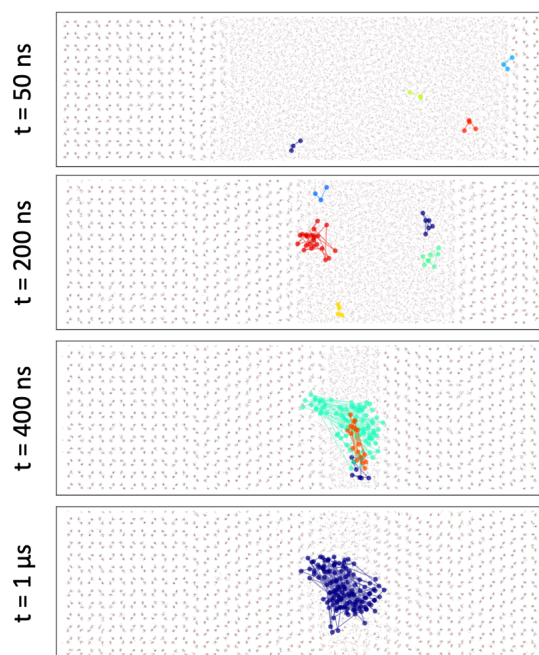 t = 50 ns
t = 200 ns
t = 400 ns
t = 1 µs